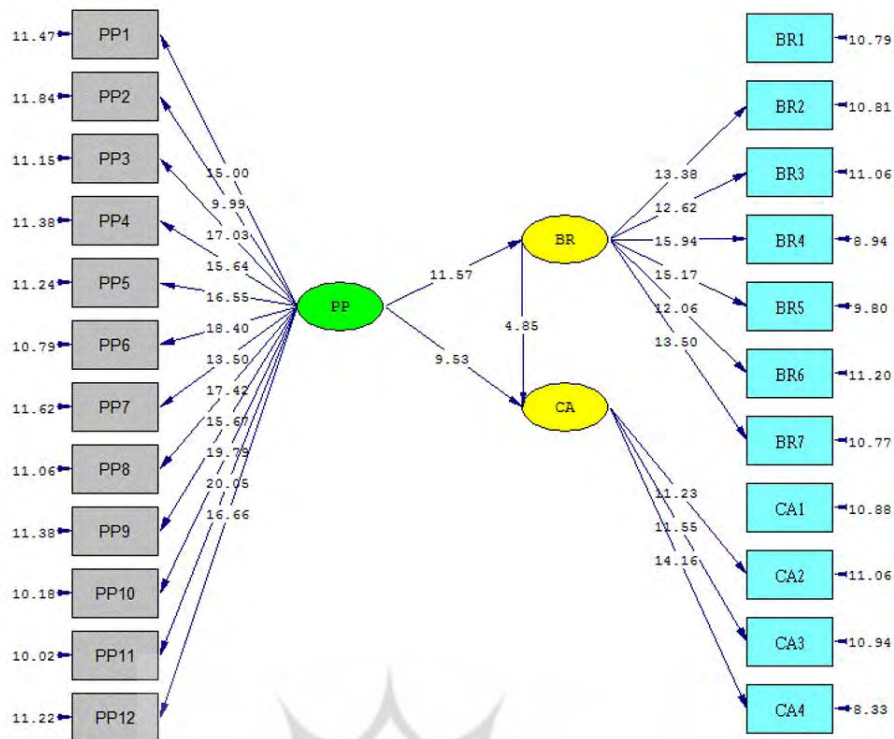 11.47 PP1
11.84 PP2
11.15 PP3
11.38 PP4
11.24 PP5
10.79 PP6
11.62 PP7
11.06 PP8
11.38 PP9
10.18 PP10
10.02 PP11
11.22 PP12
15.00
9.99
17.03
15.64
16.55
18.40
13.50
17.42
15.67
19.79
20.05
16.66
PP
11.57
9.53
BR
4.85
CA
13.38
12.62
15.94
15.17
12.06
13.50
11.23
11.55
14.16
BR1 10.79
BR2 10.81
BR3 11.06
BR4 8.94
BR5 9.80
BR6 11.20
BR7 10.77
CA1 10.88
CA2 11.06
CA3 10.94
CA4 8.33